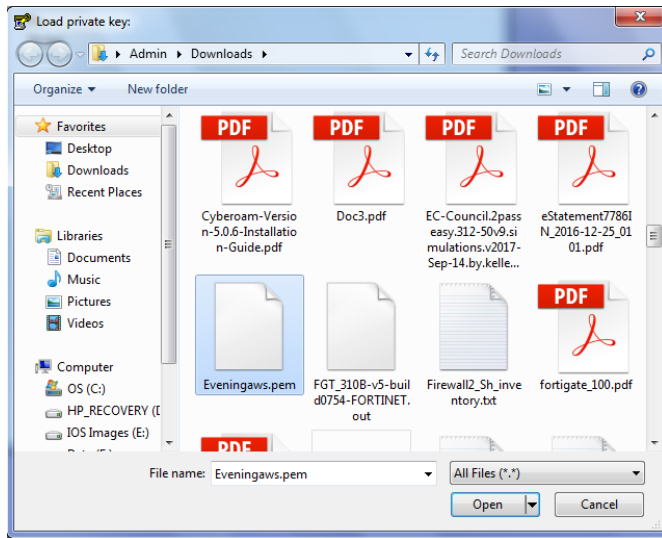 Load private key:
Admin Downloads
Search Downloads
Organize
New folder
Favorites
Desktop
Downloads
Recent Places
Libraries
Documents
Music
Pictures
Videos
Computer
OS (C:)
HP_RECOVERY (D
IOS Images (E:)
PDF
PDF
PDF
PDF
Cyberoam-Versio
n-5.0.6-Installatio
n-Guide.pdf
Doc3.pdf
EC-Council.2pass
easy.312-50v9.si
mulations.v2017-
Sep-14.by.kelle...
eStatement7786I
N_2016-12-25_01
01.pdf
PDF
Eveningaws.pem
FGT_310B-v5-buil
d0754-FORTINET.
out
Firewall2_Sh_inve
ntory.txt
fortigate_100.pdf
PDF
File name: Eveningaws.pem
All Files (*.*)
Open
Cancel